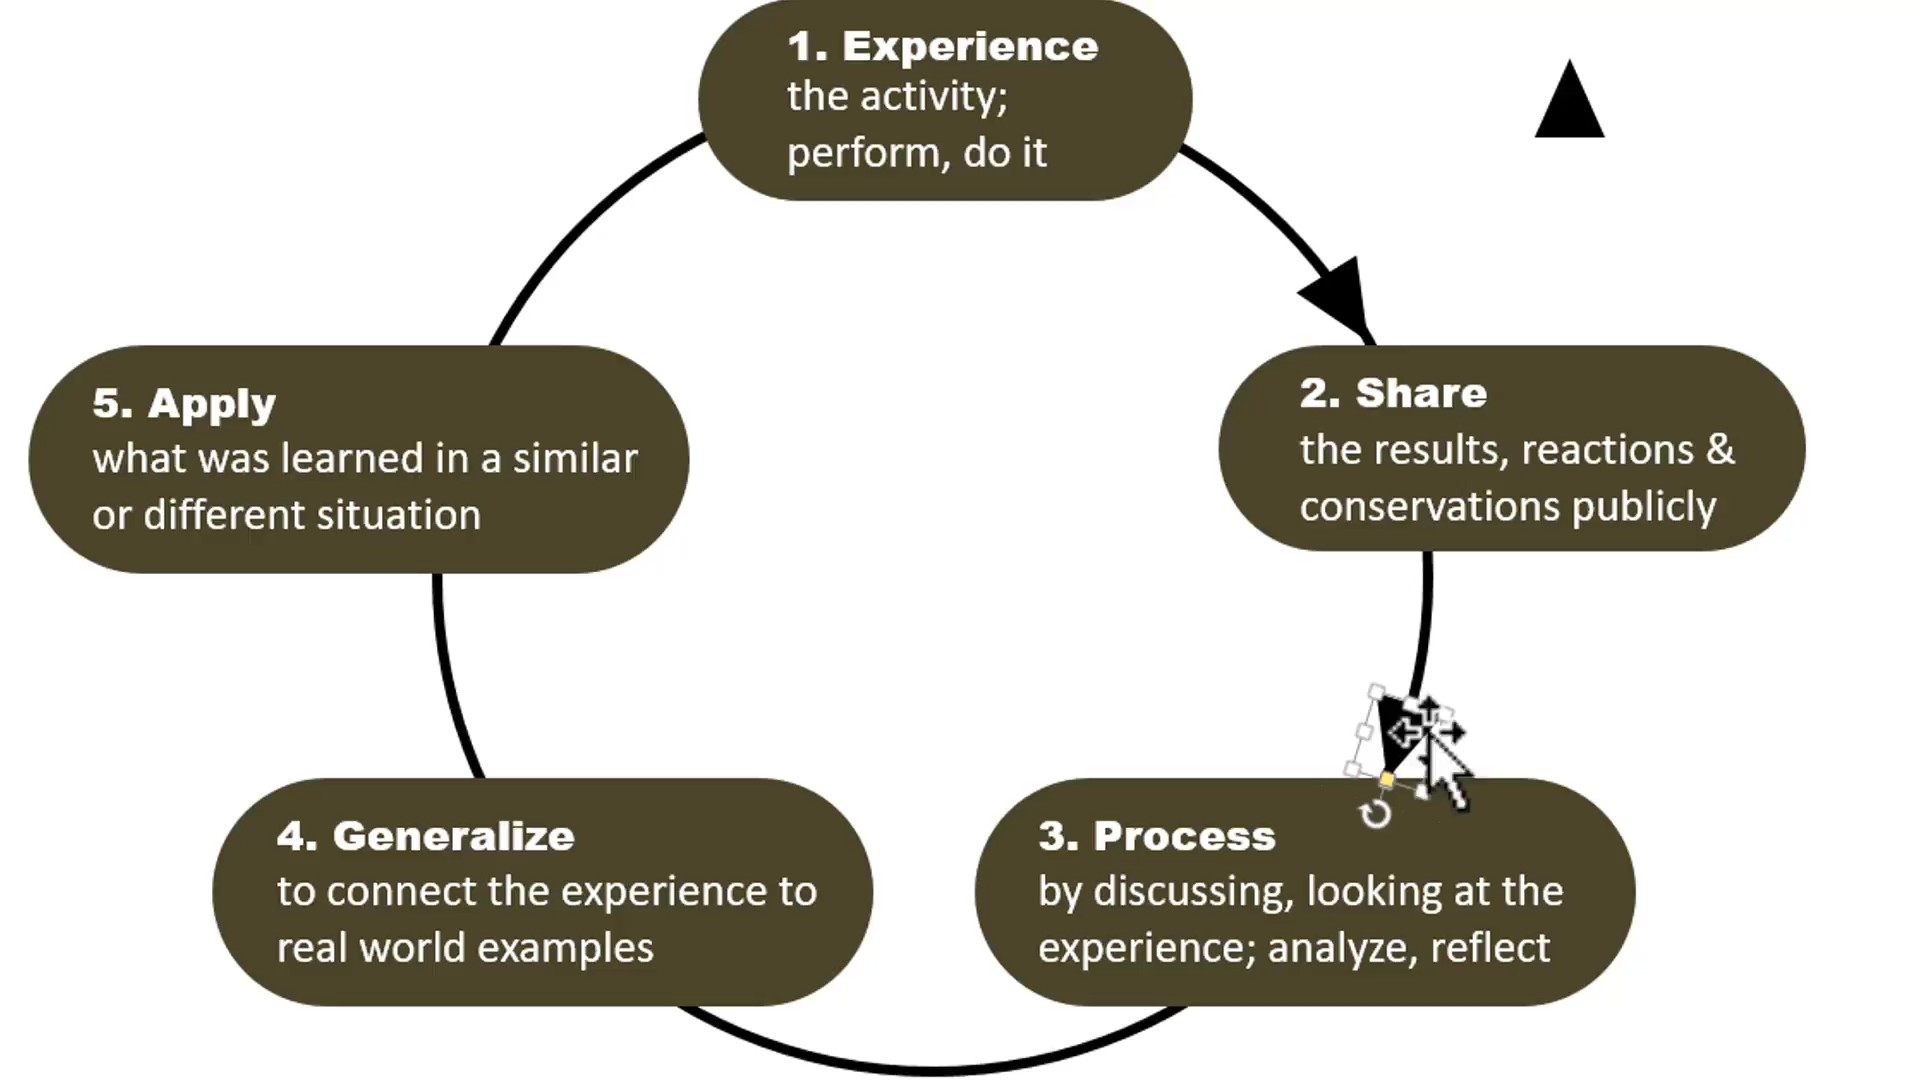 1. Experience
the activity;
perform, do it
2. Share
the results, reactions &
conservations publicly
3. Process
by discussing, looking at the
experience; analyze, reflect
4. Generalize
to connect the experience to
real world examples
5. Apply
what was learned in a similar
or different situation